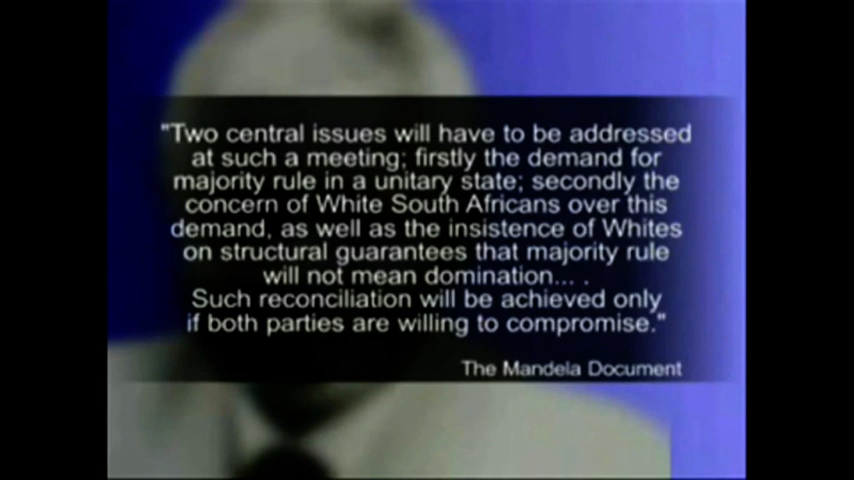 "Two central issues will have to be addressed
at such a meeting; firstly the demand for
majority rule in a unitary state; secondly the
concern of White South Africans over this
demand, as well as the insistence of Whites
on structural guarantees that majority rule
will not mean domination... .
Such reconciliation will be achieved only
if both parties are willing to compromise."
The Mandela Document